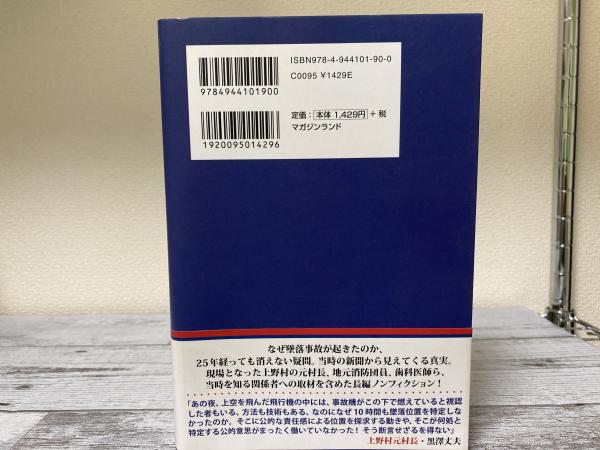 ISBN978-4-944101-90-0
C0095 ¥1429E
9784944101900
定価：本体 1,429円＋税
マガジンランド
1920095014296
なぜ墜落事故が起きたのか、
25年経っても消えない疑問。当時の新聞から見えてくる真実。
現場となった上野村の元村長、地元消防団員、歯科医師ら、
当時を知る関係者への取材を含めた長編ノンフィクション！
「あの夜、上空を飛んだ飛行機の中には、事故機がこの下で燃えていると視認
した者もいる。方法も技術もある、なのになぜ10時間も墜落位置を特定しな
かったのか。そこに公的な責任感による位置を探求する動きや、そこが何処と
特定する公的意思がまったく働いていなかった！そう断言せざるを得ない」
上野村元村長・黒澤丈夫